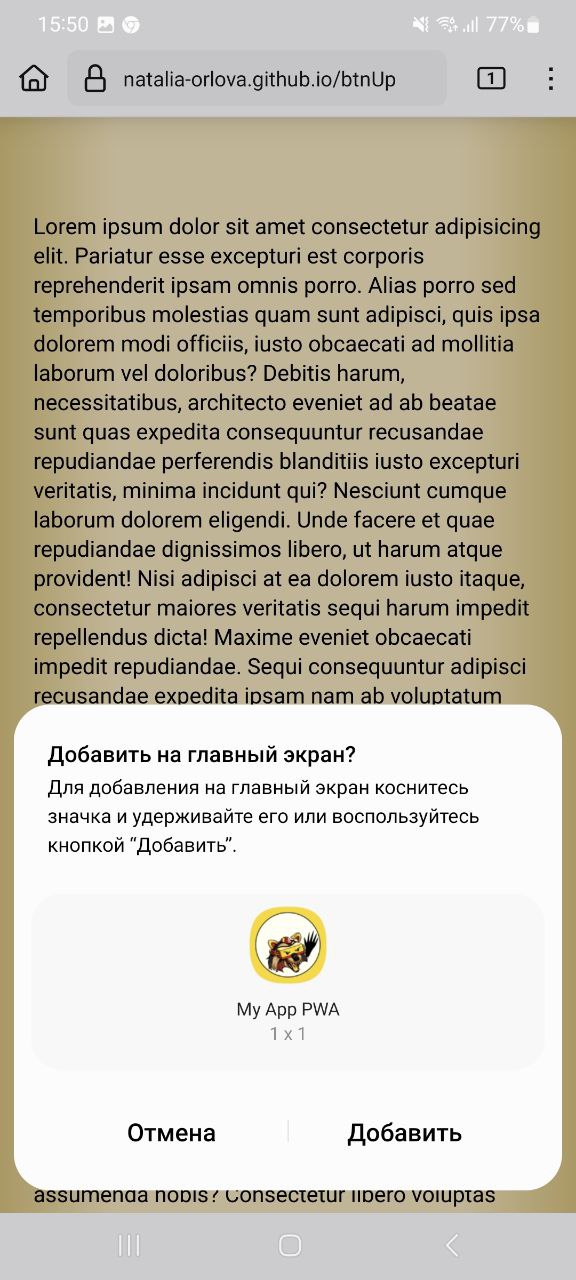 15:50
77%
natalia-orlova.github.io/btnUp
1
Lorem ipsum dolor sit amet consectetur adipisicing
elit. Pariatur esse excepturi est corporis
reprehenderit ipsam omnis porro. Alias porro sed
temporibus molestias quam sunt adipisci, quis ipsa
dolorem modi officiis, iusto obcaecati ad mollitia
laborum vel doloribus? Debitis harum,
necessitatibus, architecto eveniet ad ab beatae
sunt quas expedita consequuntur recusandae
repudiandae perferendis blanditiis iusto excepturi
veritatis, minima incidunt qui? Nesciunt cumque
laborum dolorem eligendi. Unde facere et quae
repudiandae dignissimos libero, ut harum atque
provident! Nisi adipisci at ea dolorem iusto itaque,
consectetur maiores veritatis sequi harum impedit
repellendus dicta! Maxime eveniet obcaecati
impedit repudiandae. Sequi consequuntur adipisci
recusandae expedita ipsam nam ab voluptatum
Добавить на главный экран?
Для добавления на главный экран коснитесь
значка и удерживайте его или воспользуйтесь
кнопкой “Добавить”.
My App PWA
1 x 1
Отмена
Добавить
assumenda nobis? Consectetur libero voluptas